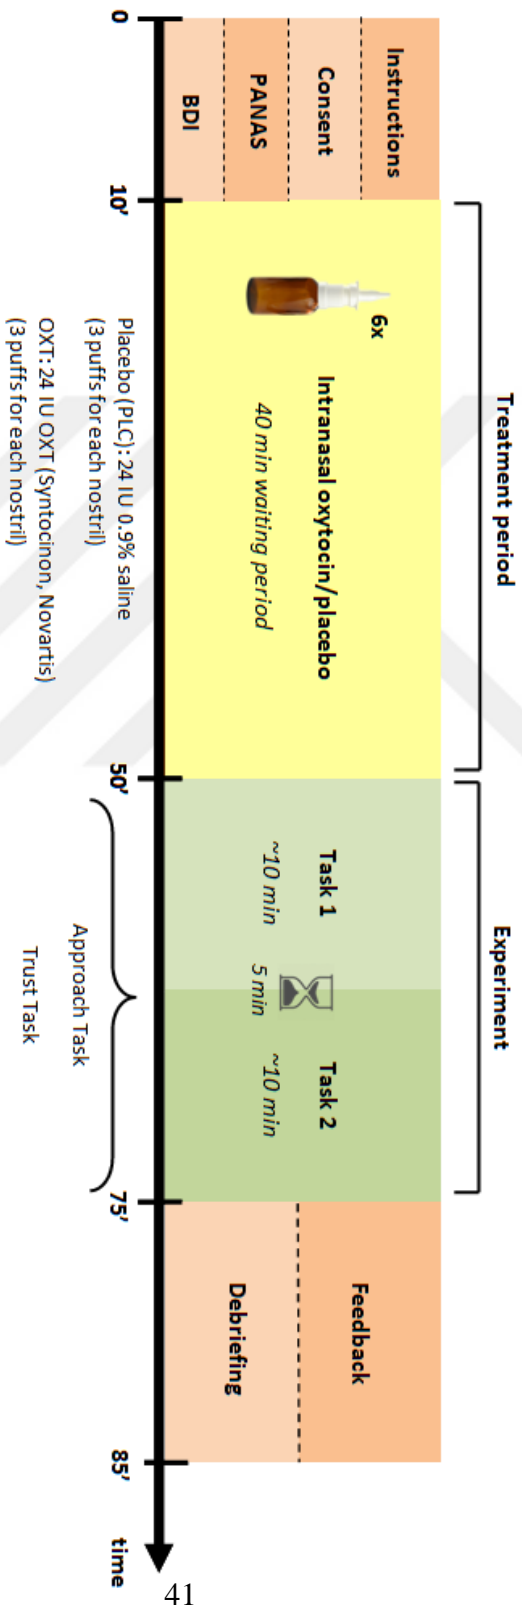 Treatment period
Experiment
Instructions
Consent
PANAS
BDI
6x
Intranasal oxytocin/placebo
40 min waiting period
Task 1
~10 min
5 min
Task 2
~10 min
Feedback
Debriefing
0
10’
50’
75’
85’
time
Placebo (PLC): 24 IU 0.9% saline
(3 puffs for each nostril)
OXT: 24 IU OXT (Syntocinon, Novartis)
(3 puffs for each nostril)
Approach Task
Trust Task
41